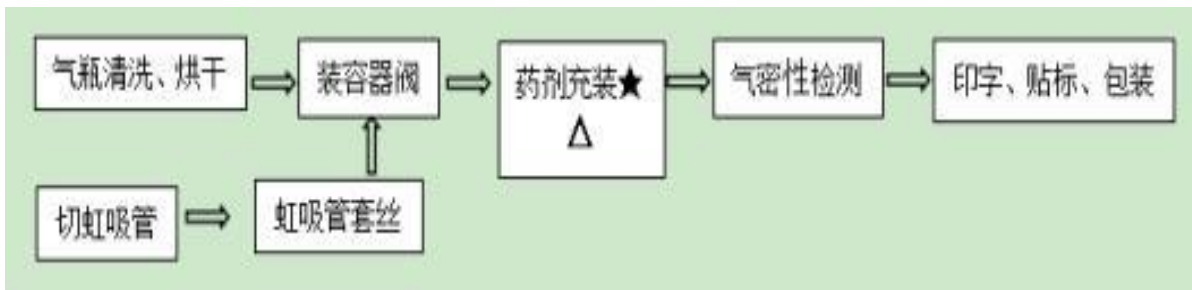 气瓶清洗、烘干
装容器阀
药剂充装★
△
气密性检测
印字、贴标、包装
切虹吸管
虹吸管套丝